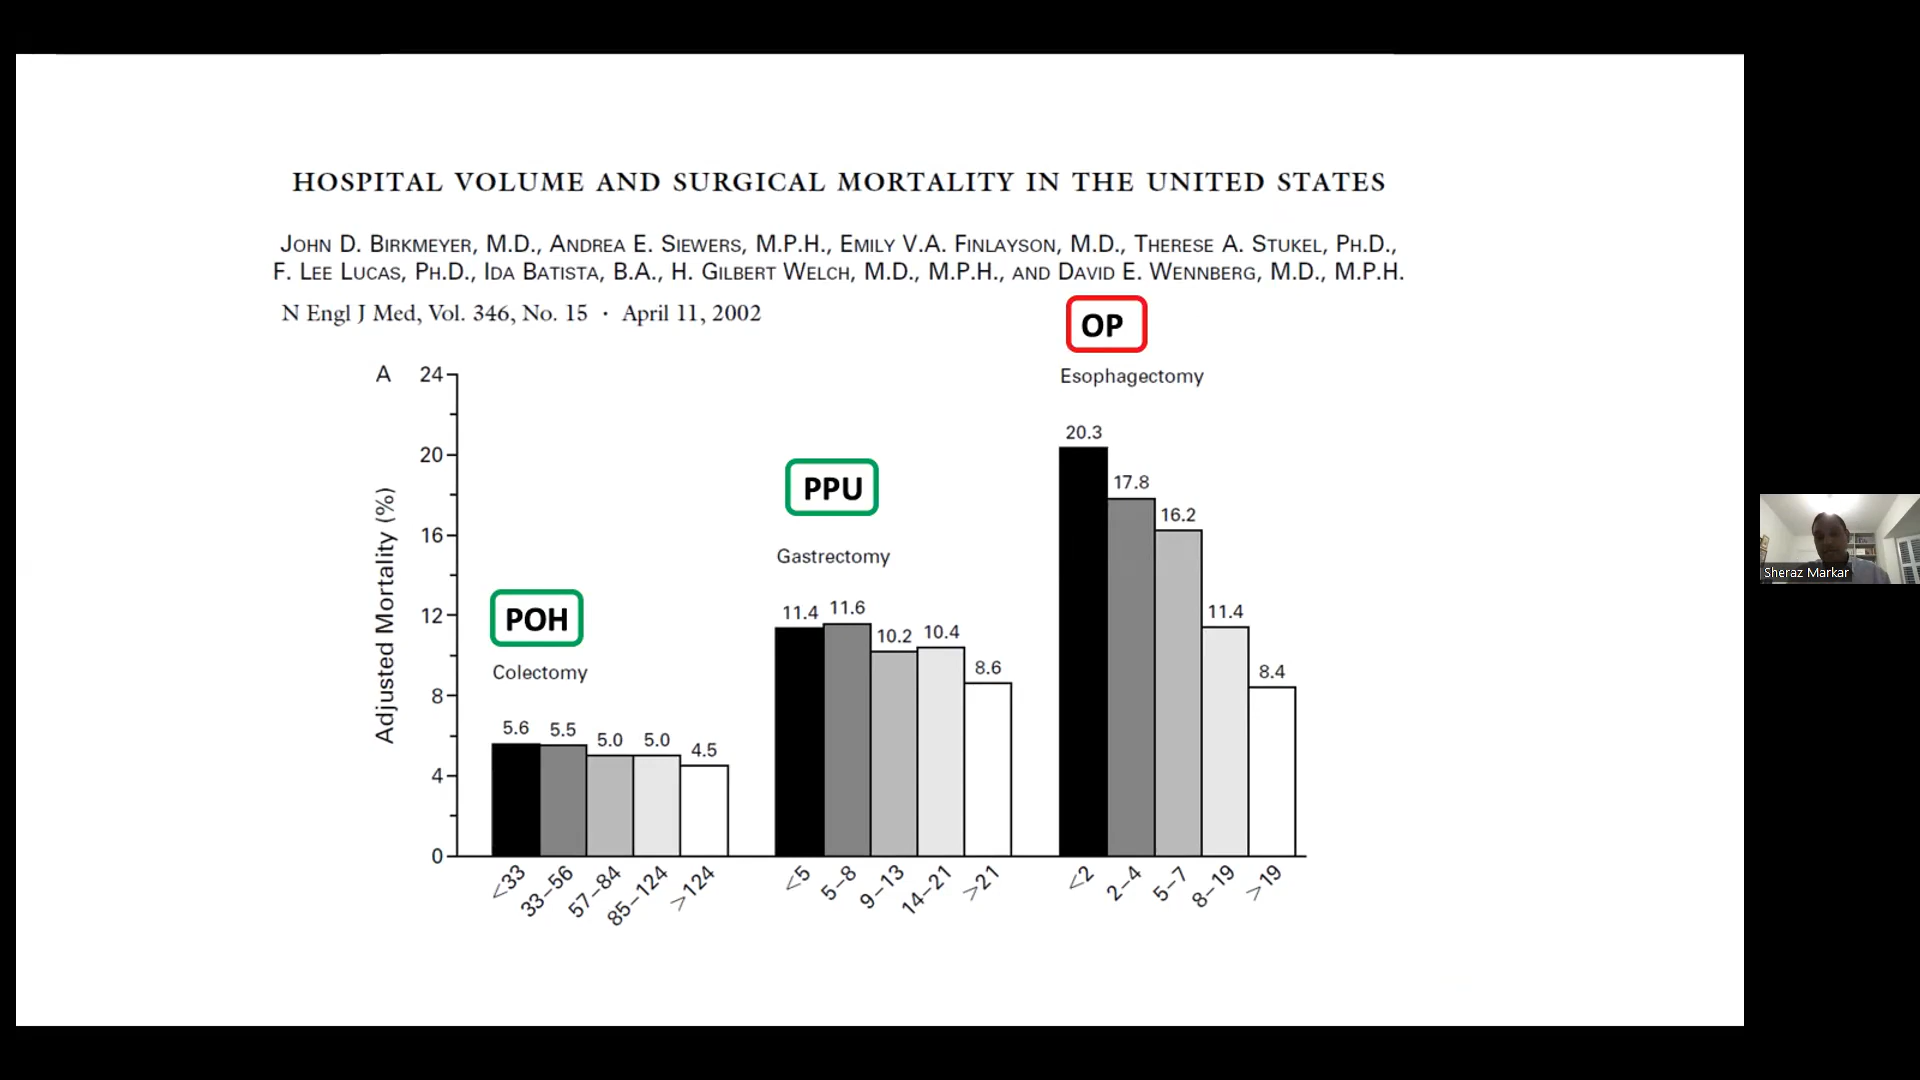 HOSPITAL VOLUME AND SURGICAL MORTALITY IN THE UNITED STATES
JOHN D. BIRKMEYER, M.D., ANDREA E. SIEWERS, M.P.H., EMILY V.A. FINLAYSON, M.D., THERESE A. STUKEL, PH.D.,
F. LEE LUCAS, PH.D., IDA BATISTA, B.A., H. GILBERT WELCH, M.D., M.P.H., AND DAVID E. WENNBERG, M.D., M.P.H.
N Engl J Med, Vol. 346, No. 15 · April 11, 2002
OP
A
Esophagectomy
24
20
16
12
8
4
0
Adjusted Mortality (%)
POH
Colectomy
5.6 5.5 5.0 5.0 4.5
<33 33–56 57–84 85–124 >124
PPU
Gastrectomy
11.4 11.6 10.2 10.4 8.6
<5 5–8 9–13 14–21 >21
20.3 17.8 16.2 11.4 8.4
<2 2–4 5–7 8–19 >19
Sheraz Markar